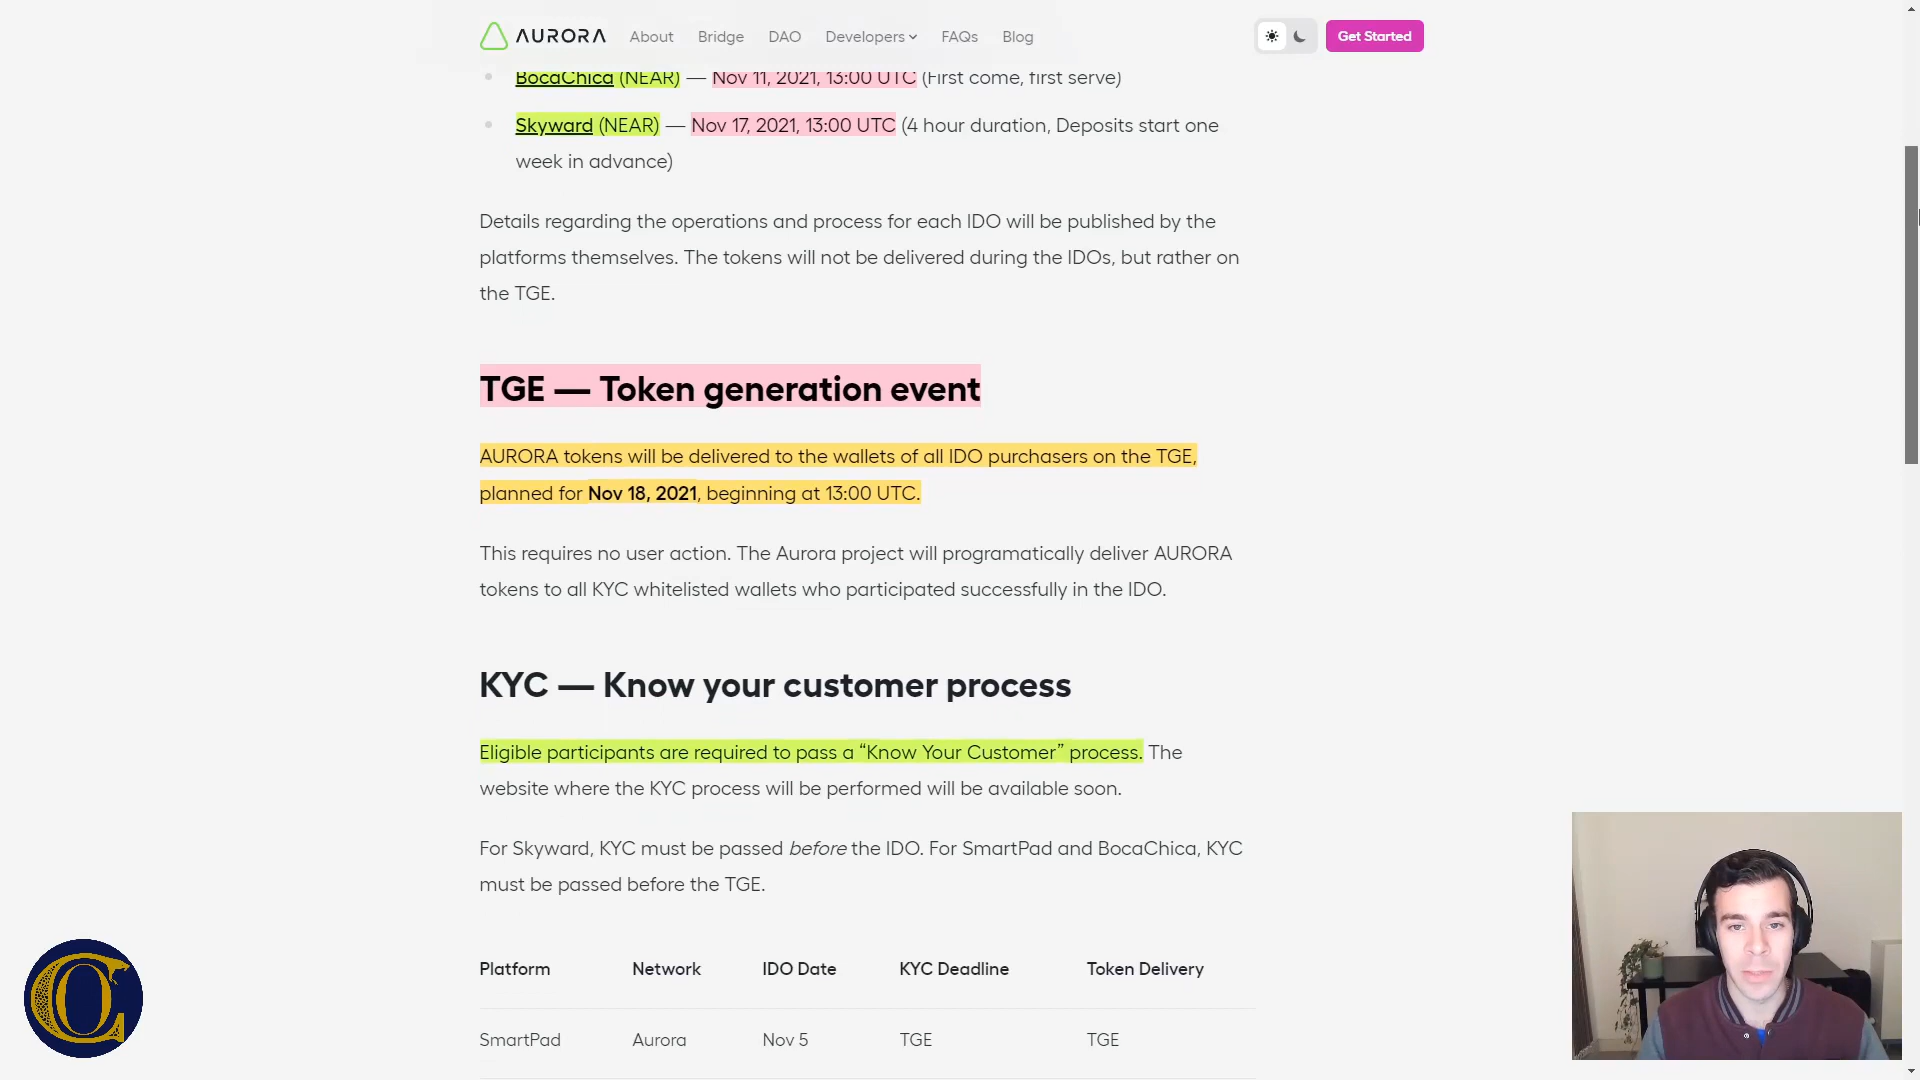 AURORA About Bridge DAO Developers FAQs Blog Get Started
BocaChica (NEAR) — Nov 11, 2021, 13:00 UTC (First come, first serve)
Skyward (NEAR) — Nov 17, 2021, 13:00 UTC (4 hour duration, Deposits start one
week in advance)
Details regarding the operations and process for each IDO will be published by the
platforms themselves. The tokens will not be delivered during the IDOs, but rather on
the TGE.
TGE — Token generation event
AURORA tokens will be delivered to the wallets of all IDO purchasers on the TGE,
planned for Nov 18, 2021, beginning at 13:00 UTC.
This requires no user action. The Aurora project will programatically deliver AURORA
tokens to all KYC whitelisted wallets who participated successfully in the IDO.
KYC — Know your customer process
Eligible participants are required to pass a “Know Your Customer” process. The
website where the KYC process will be performed will be available soon.
For Skyward, KYC must be passed before the IDO. For SmartPad and BocaChica, KYC
must be passed before the TGE.
Platform Network IDO Date KYC Deadline Token Delivery
SmartPad Aurora Nov 5 TGE TGE